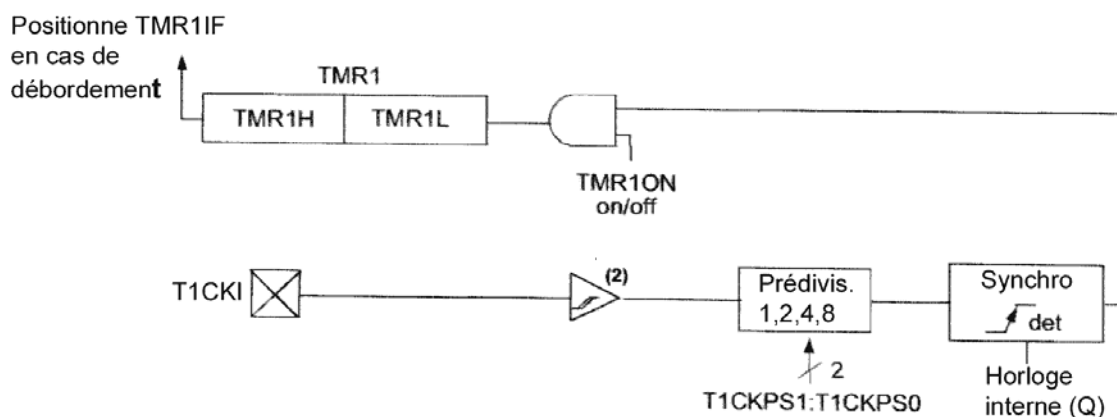 Positionne TMR1IF
en cas de
débordement
TMR1
TMR1H
TMR1L
TMR1ON
on/off
T1CKI
(2)
Prédivis.
1,2,4,8
Synchro
det
2
T1CKPS1:T1CKPS0
Horloge
interne (Q)